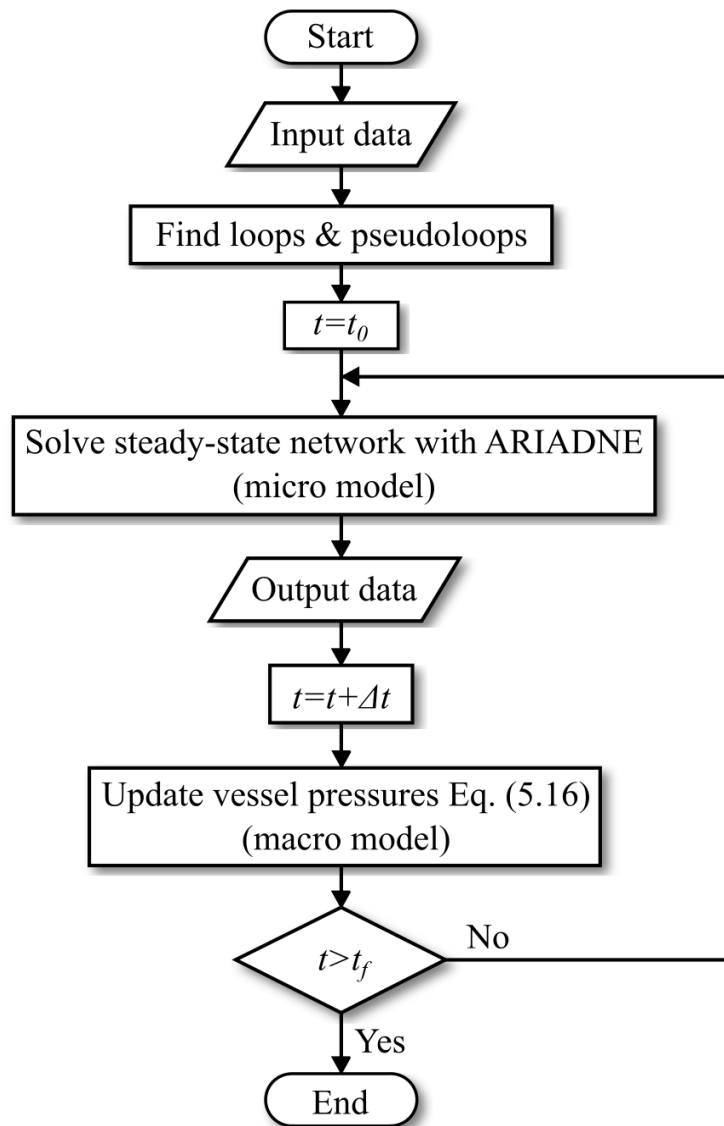 Start
Input data
Find loops & pseudoloops
t=t₀
Solve steady-state network with ARIADNE
(micro model)
Output data
t=t+Δt
Update vessel pressures Eq. (5.16)
(macro model)
t>t_f
No
Yes
End